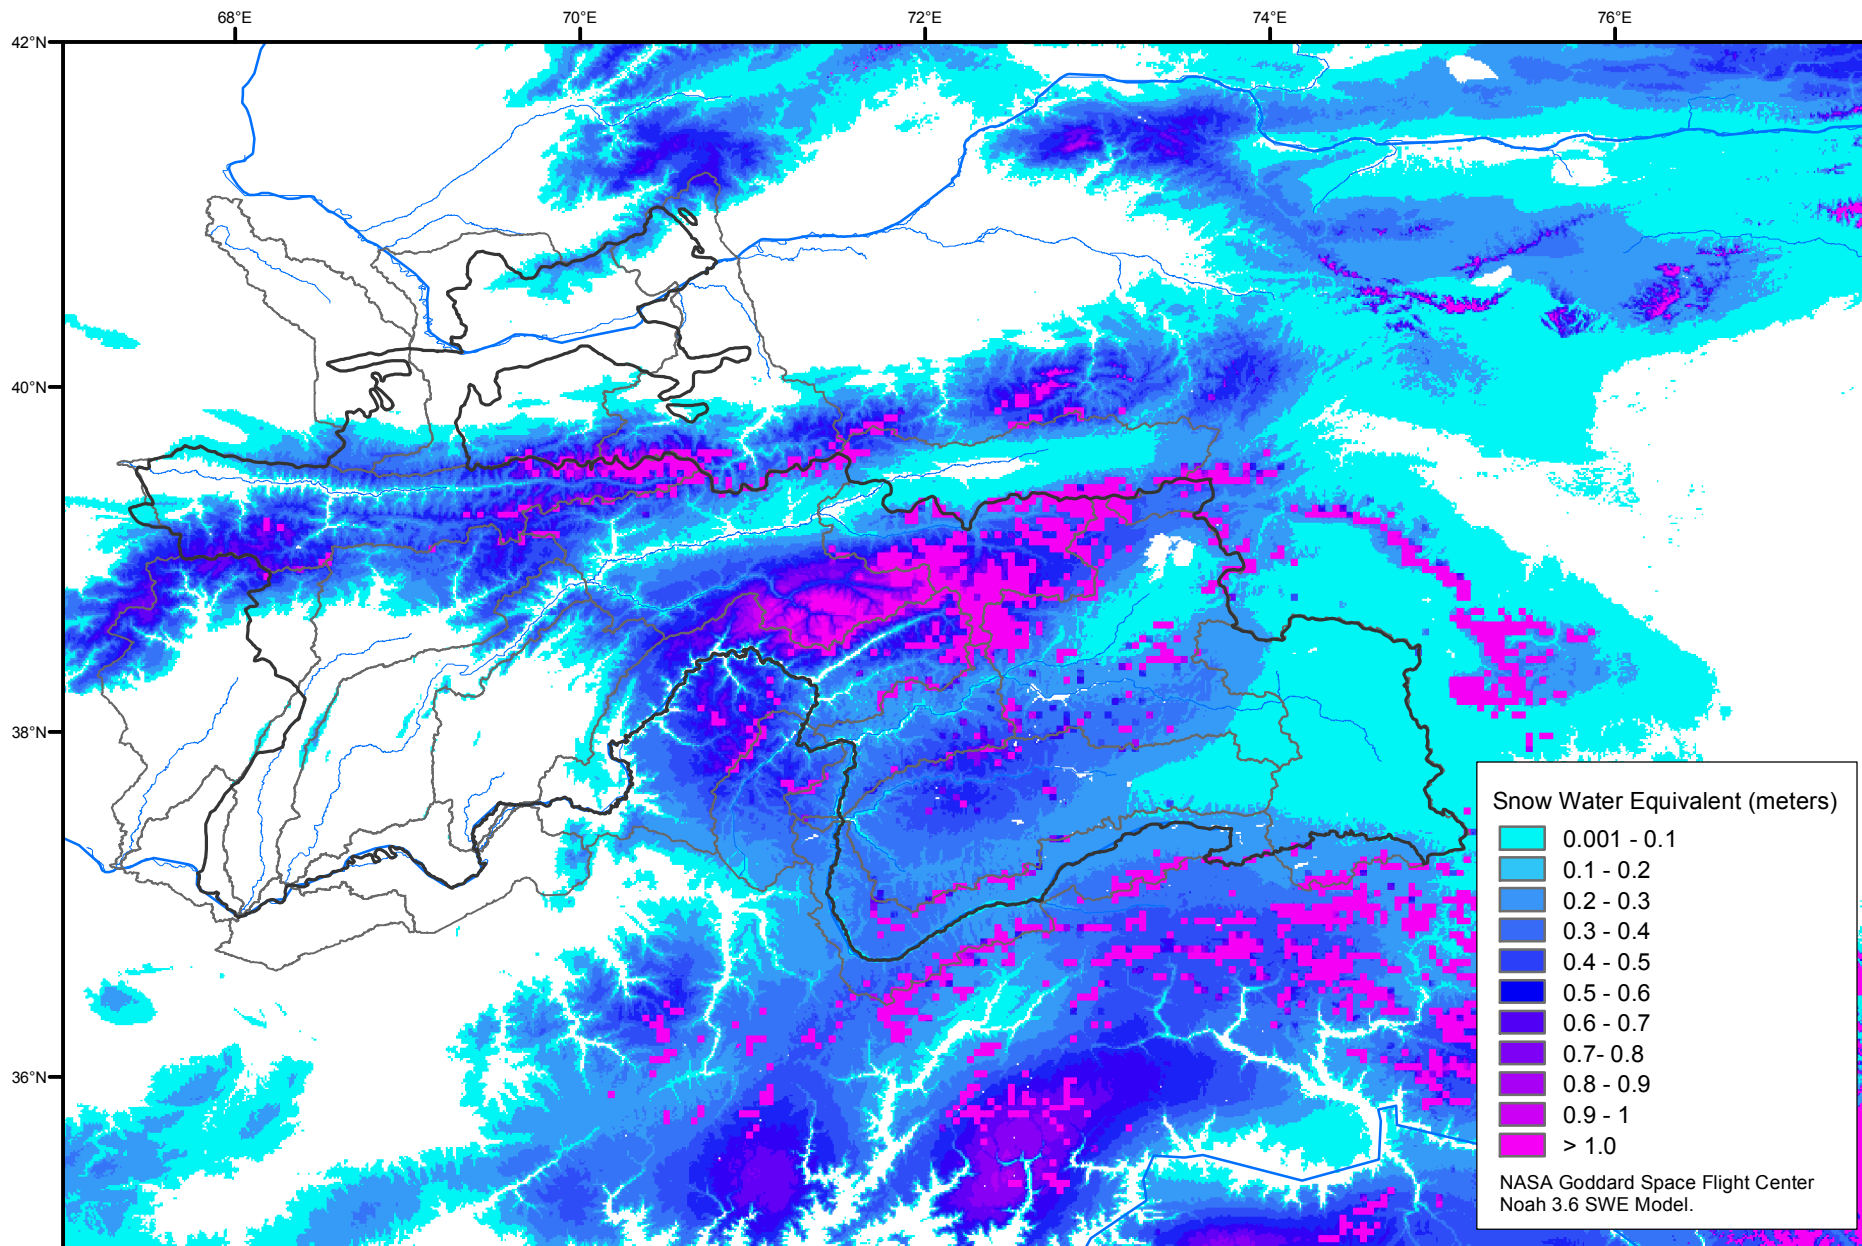 68°E 70°E 72°E 74°E 76°E
42°N
40°N
38°N
36°N
Snow Water Equivalent (meters)
0.001 - 0.1
0.1 - 0.2
0.2 - 0.3
0.3 - 0.4
0.4 - 0.5
0.5 - 0.6
0.6 - 0.7
0.7- 0.8
0.8 - 0.9
0.9 - 1
> 1.0
NASA Goddard Space Flight Center
Noah 3.6 SWE Model.